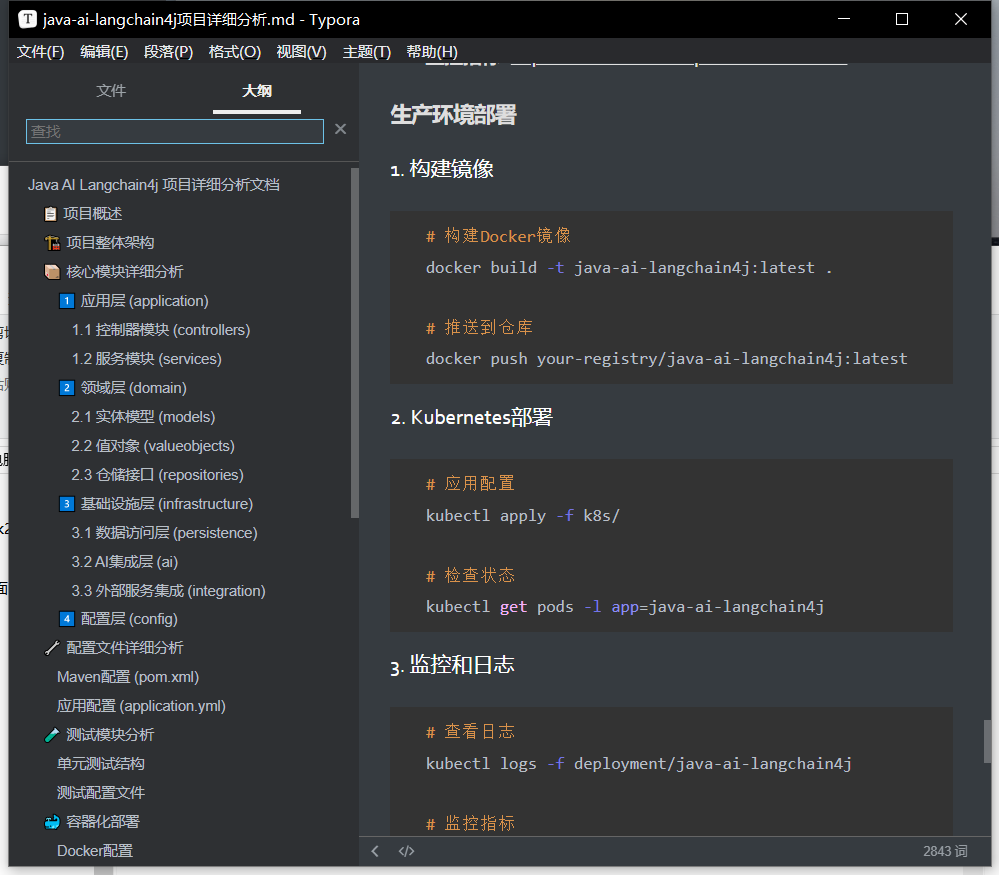 java-ai-langchain4j项目详细分析.md - Typora
文件(F) 编辑(E) 段落(P) 格式(O) 视图(V) 主题(T) 帮助(H)
文件 大纲
查找
Java AI Langchain4j 项目详细分析文档
📋 项目概述
🏗️ 项目整体架构
📦 核心模块详细分析
1️⃣ 应用层 (application)
1.1 控制器模块 (controllers)
1.2 服务模块 (services)
2️⃣ 领域层 (domain)
2.1 实体模型 (models)
2.2 值对象 (valueobjects)
2.3 仓储接口 (repositories)
3️⃣ 基础设施层 (infrastructure)
3.1 数据访问层 (persistence)
3.2 AI集成层 (ai)
3.3 外部服务集成 (integration)
4️⃣ 配置层 (config)
🔧 配置文件详细分析
Maven配置 (pom.xml)
应用配置 (application.yml)
🧪 测试模块分析
单元测试结构
测试配置文件
🐳 容器化部署
Docker配置
生产环境部署
1. 构建镜像
# 构建Docker镜像
docker build -t java-ai-langchain4j:latest .
# 推送到仓库
docker push your-registry/java-ai-langchain4j:latest
2. Kubernetes部署
# 应用配置
kubectl apply -f k8s/
# 检查状态
kubectl get pods -l app=java-ai-langchain4j
3. 监控和日志
# 查看日志
kubectl logs -f deployment/java-ai-langchain4j
# 监控指标
2843 词